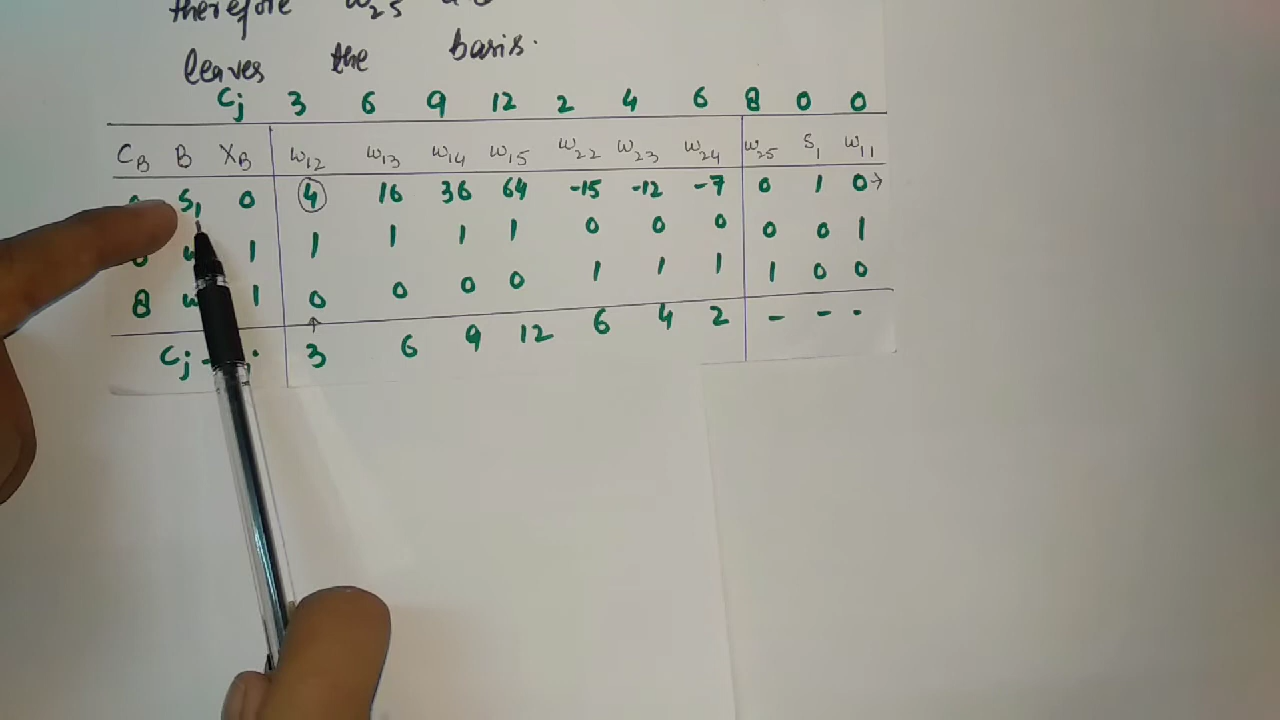 therefore w25
leaves the basis.
Cj 3 6 9 12 2 4 6 8 0 0
CB B XB w12 w13 w14 w15 w22 w23 w24 w25 S1 w11
S1 0 4 16 36 64 -15 -12 -7 0 1 0→
0 w 1 1 1 1 1 0 0 0 0 0 1
8 w 1 0 0 0 0 1 1 1 1 0 0
Cj - 3 6 9 12 6 4 2 - - -